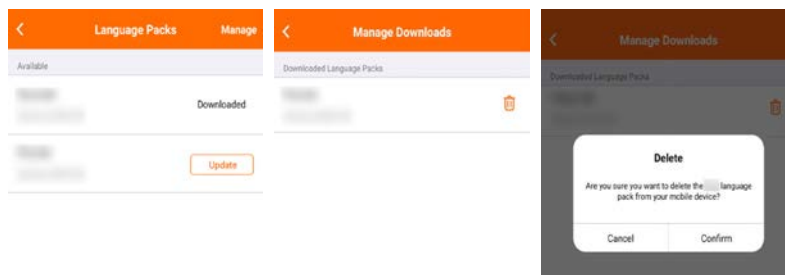 Language Packs
Manage
Available
Downloaded
Update
Manage Downloads
Downloaded Language Packs
Manage Downloads
Downloaded Language Packs
Delete
Are you sure you want to delete the language
pack from your mobile device?
Cancel
Confirm